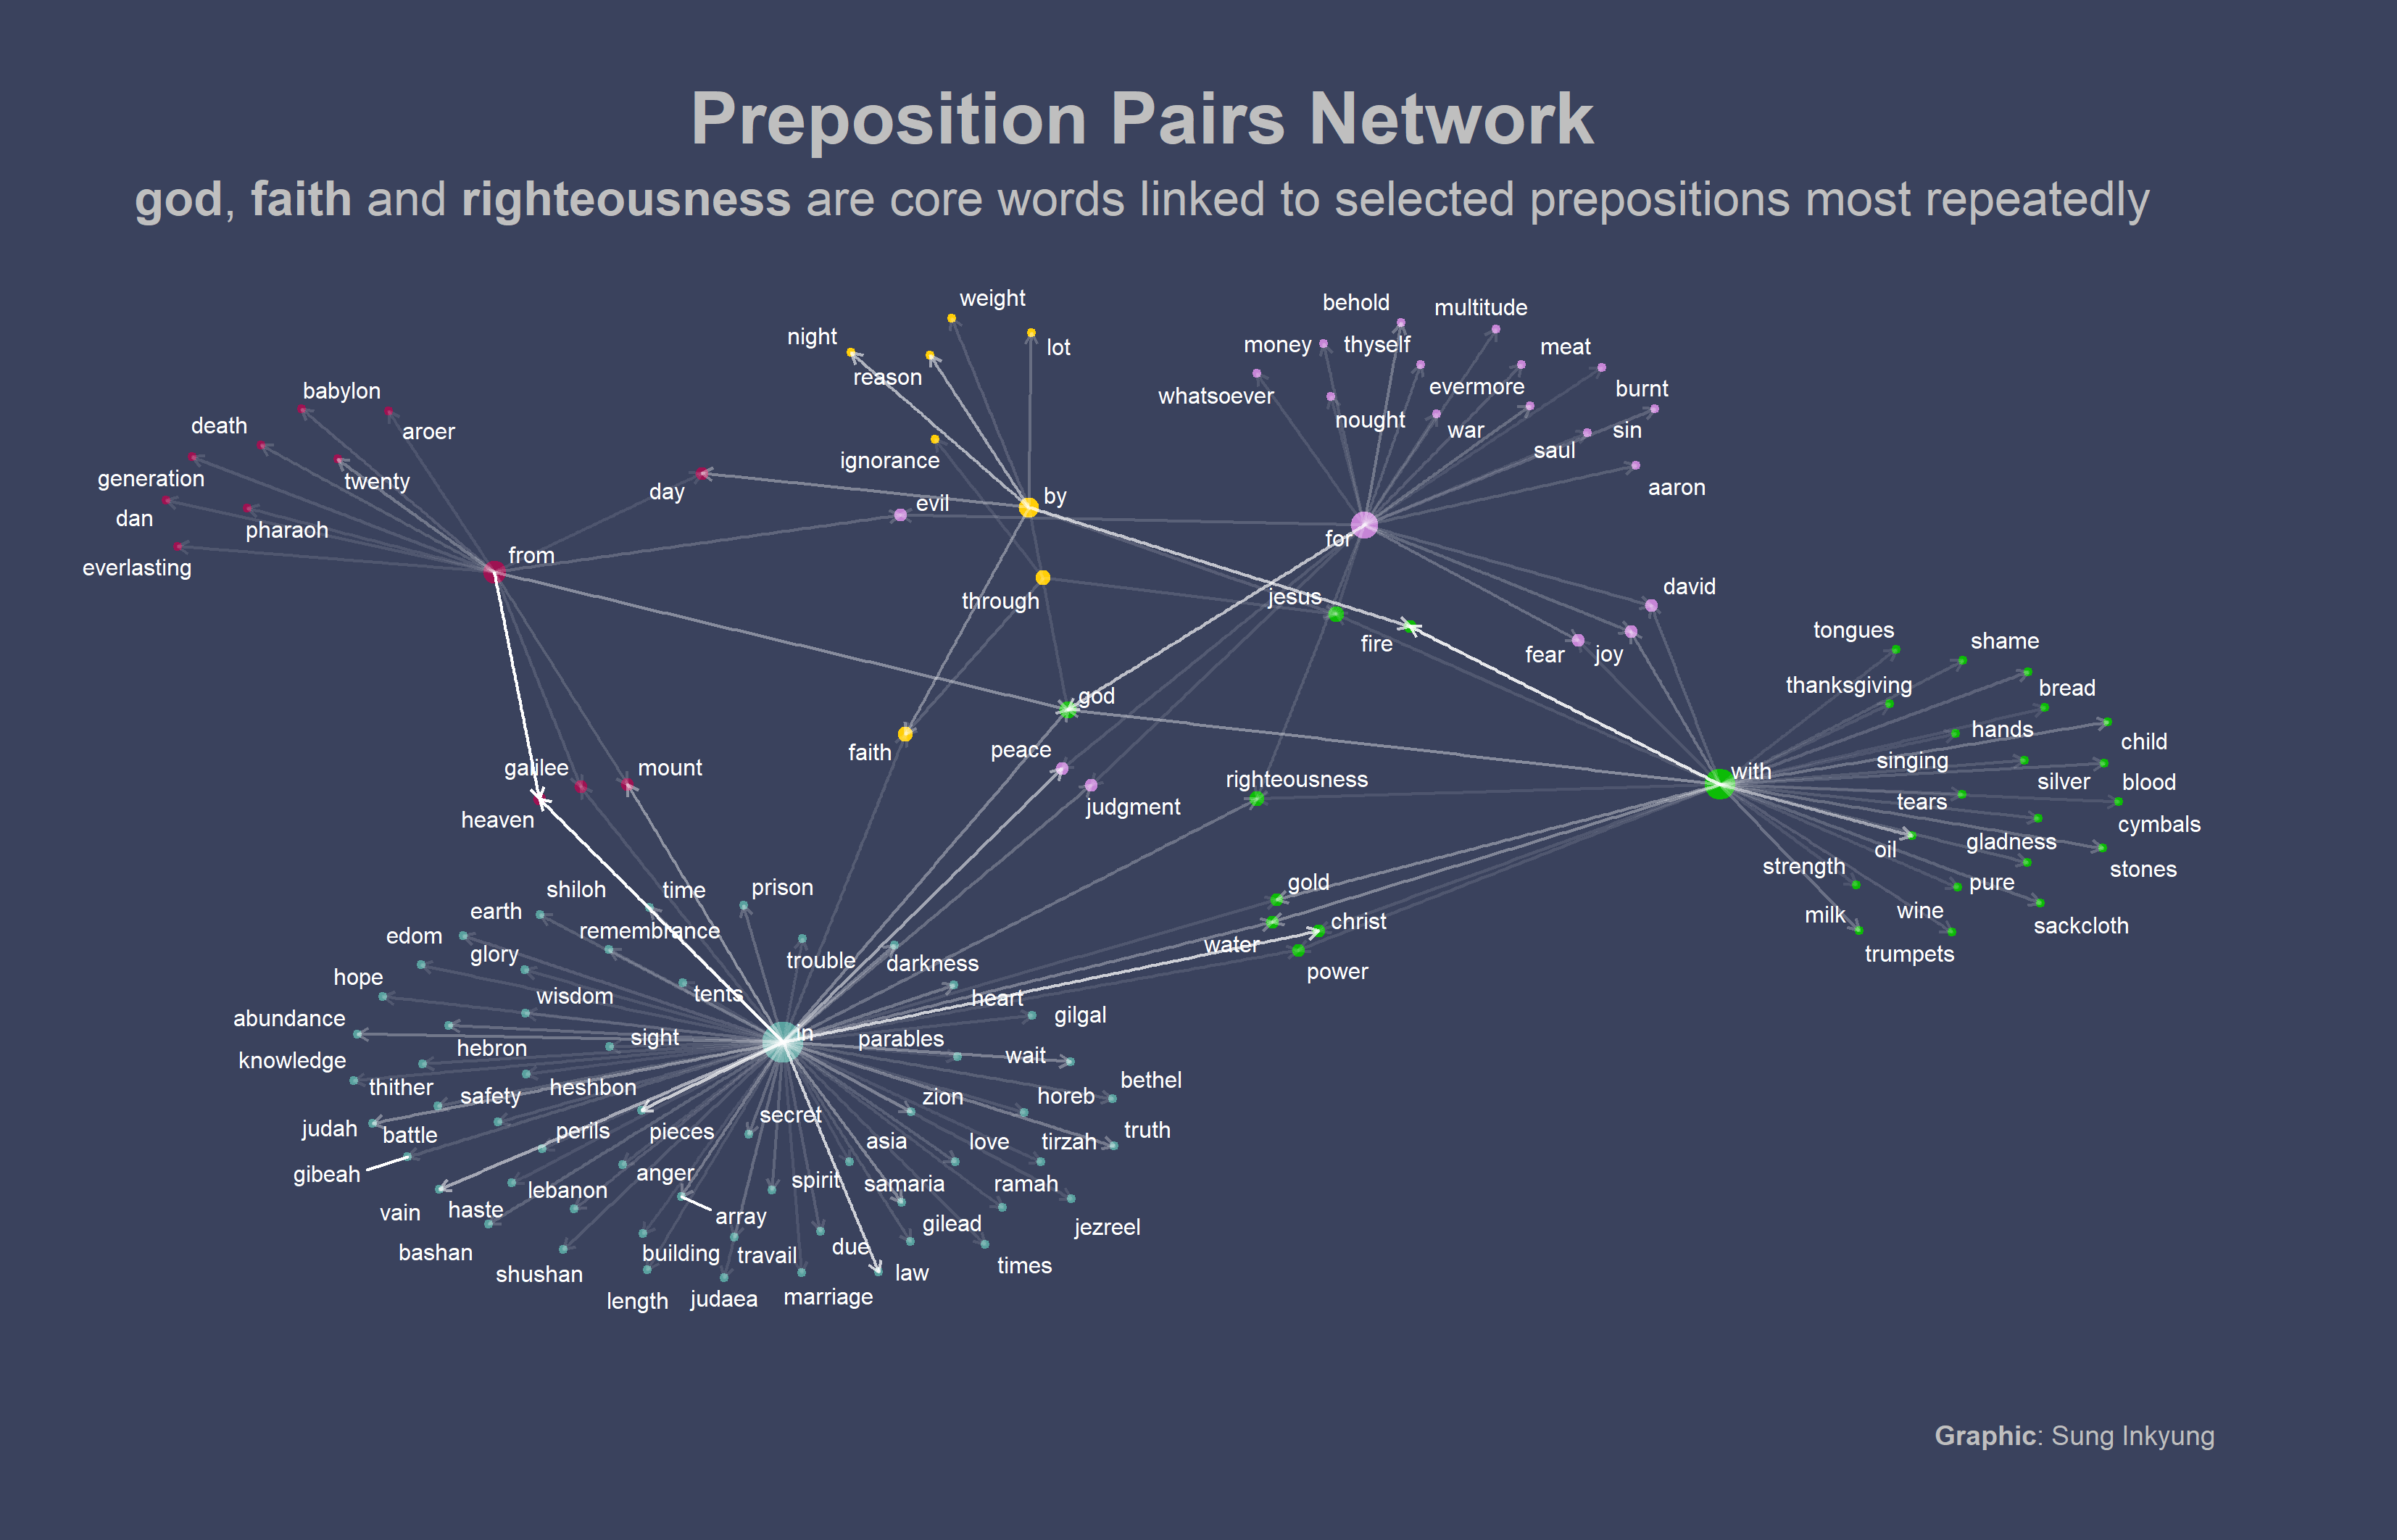 Preposition Pairs Network
god, faith and righteousness are core words linked to selected prepositions most repeatedly
weight
night
lot
reason
ignorance
by
day
evil
through
faith
behold
multitude
money
thyself
meat
whatsoever
evermore
burnt
nought
war
sin
saul
aaron
for
babylon
death
aroer
generation
twenty
dan
pharaoh
everlasting
from
jesus
fire
david
fear
joy
god
peace
judgment
righteousness
galilee
mount
heaven
tongues
shame
thanksgiving
bread
hands
child
with
singing
silver
blood
tears
cymbals
oil
gladness
stones
strength
pure
milk
wine
sackcloth
trumpets
gold
christ
water
power
shiloh
time
prison
earth
remembrance
edom
glory
trouble
darkness
hope
wisdom
tents
heart
abundance
in
gilgal
sight
parables
knowledge
hebron
wait
thither
heshbon
bethel
safety
zion
horeb
judah
battle
secret
perils
pieces
asia
love
tirzah
truth
gibeah
anger
spirit
samaria
ramah
lebanon
vain
haste
array
gilead
jezreel
bashan
building
travail
due
shushan
law
times
length
judaea
marriage
Graphic: Sung Inkyung